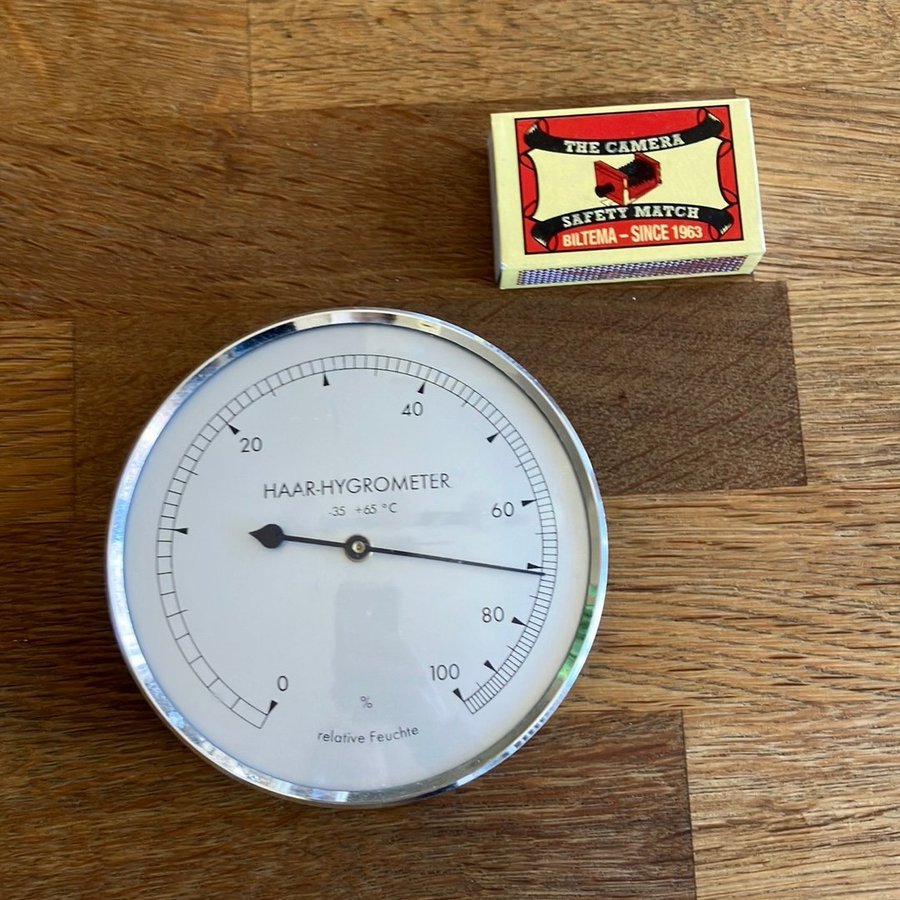 THE CAMERA
SAFETY MATCH
BILTEMA – SINCE 1963
40
20
HAAR-HYGROMETER
-35 +65 °C
60
80
100
0
%
relative Feuchte